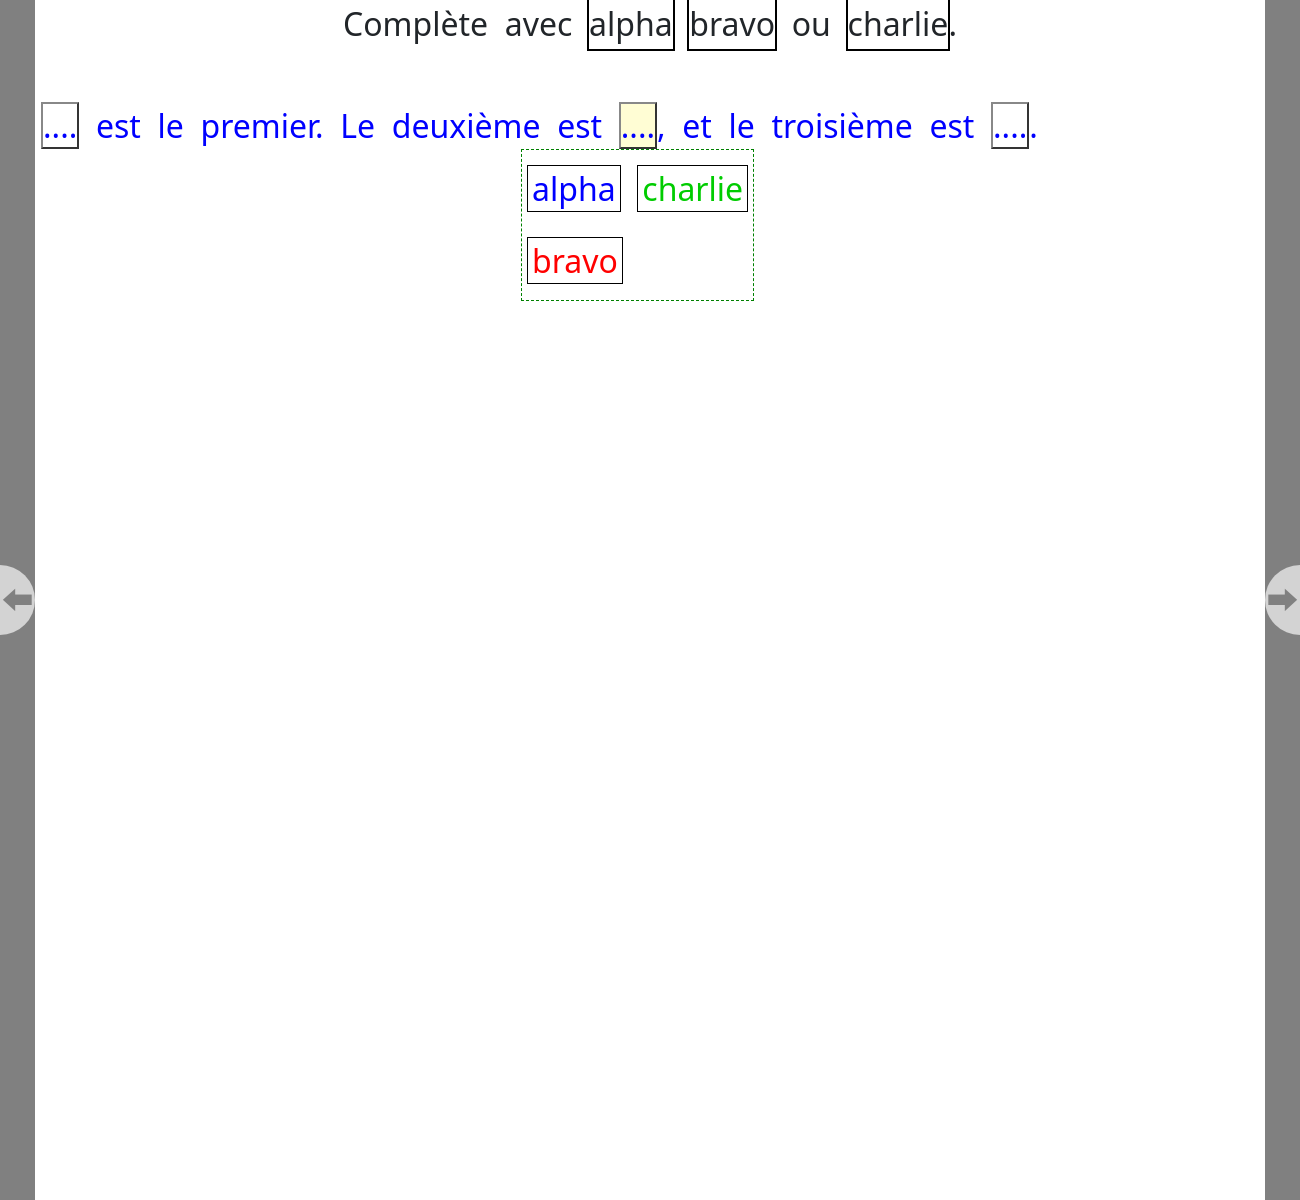 Complète avec alpha bravo ou charlie.
.... est le premier. Le deuxième est ...., et le troisième est .....
alpha charlie
bravo